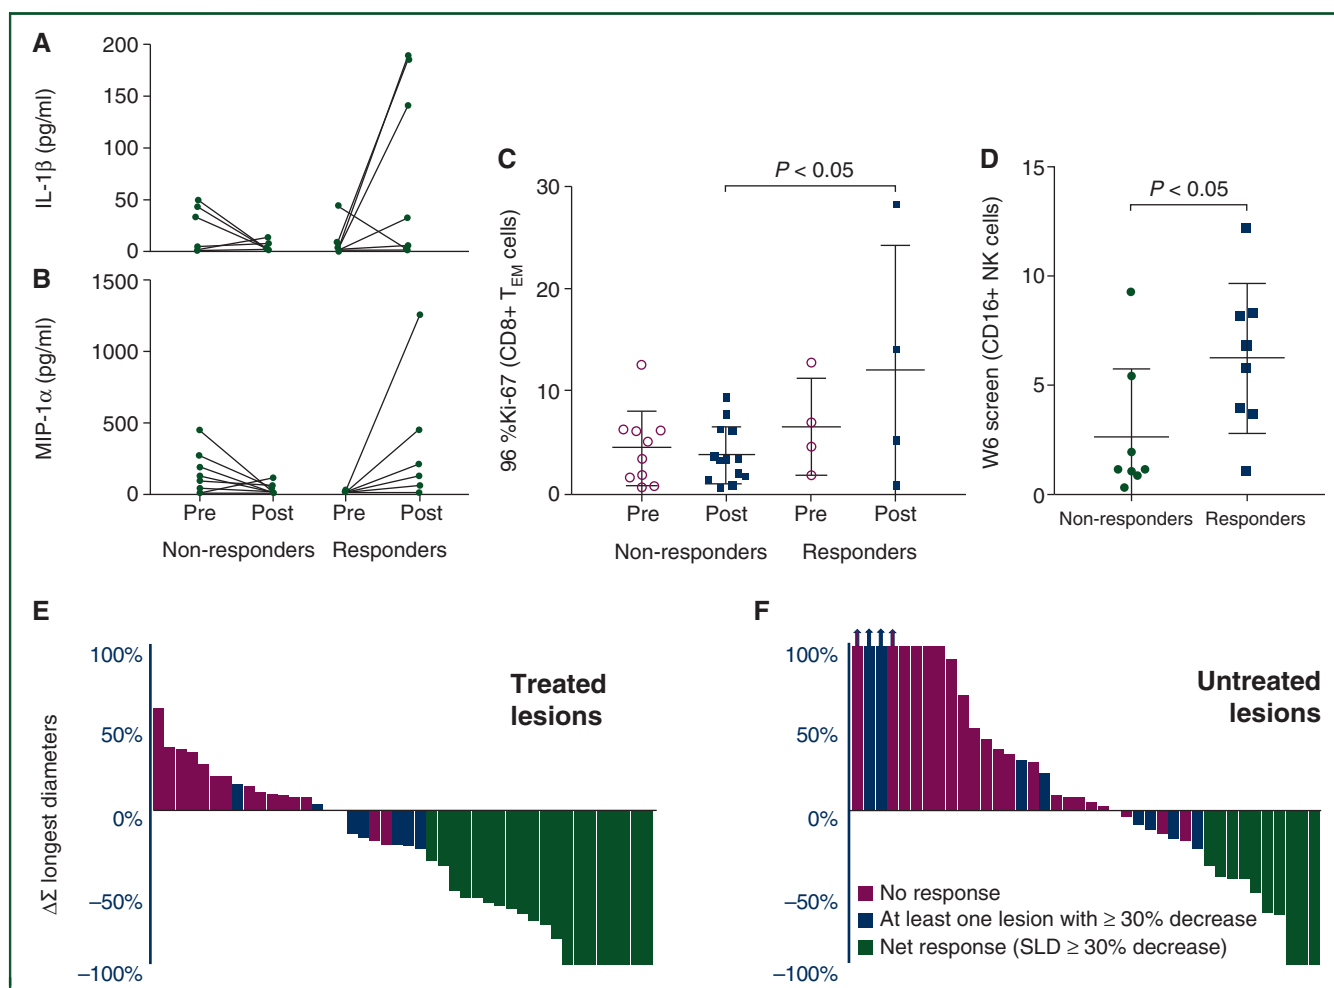 A
200
150
100
50
0
IL-1β (pg/ml)
B
1500
1000
500
0
MIP-1α (pg/ml)
Pre
Post
Pre
Post
Non-responders
Responders
C
P < 0.05
30
20
10
0
96 %Ki-67 (CD8+ TEM cells)
Pre
Post
Pre
Post
Non-responders
Responders
D
P < 0.05
15
10
5
0
W6 screen (CD16+ NK cells)
Non-responders
Responders
E
100%
50%
0%
–50%
–100%
ΔΣ longest diameters
Treated
lesions
F
100%
50%
0%
–50%
–100%
Untreated
lesions
No response
At least one lesion with ≥ 30% decrease
Net response (SLD ≥ 30% decrease)